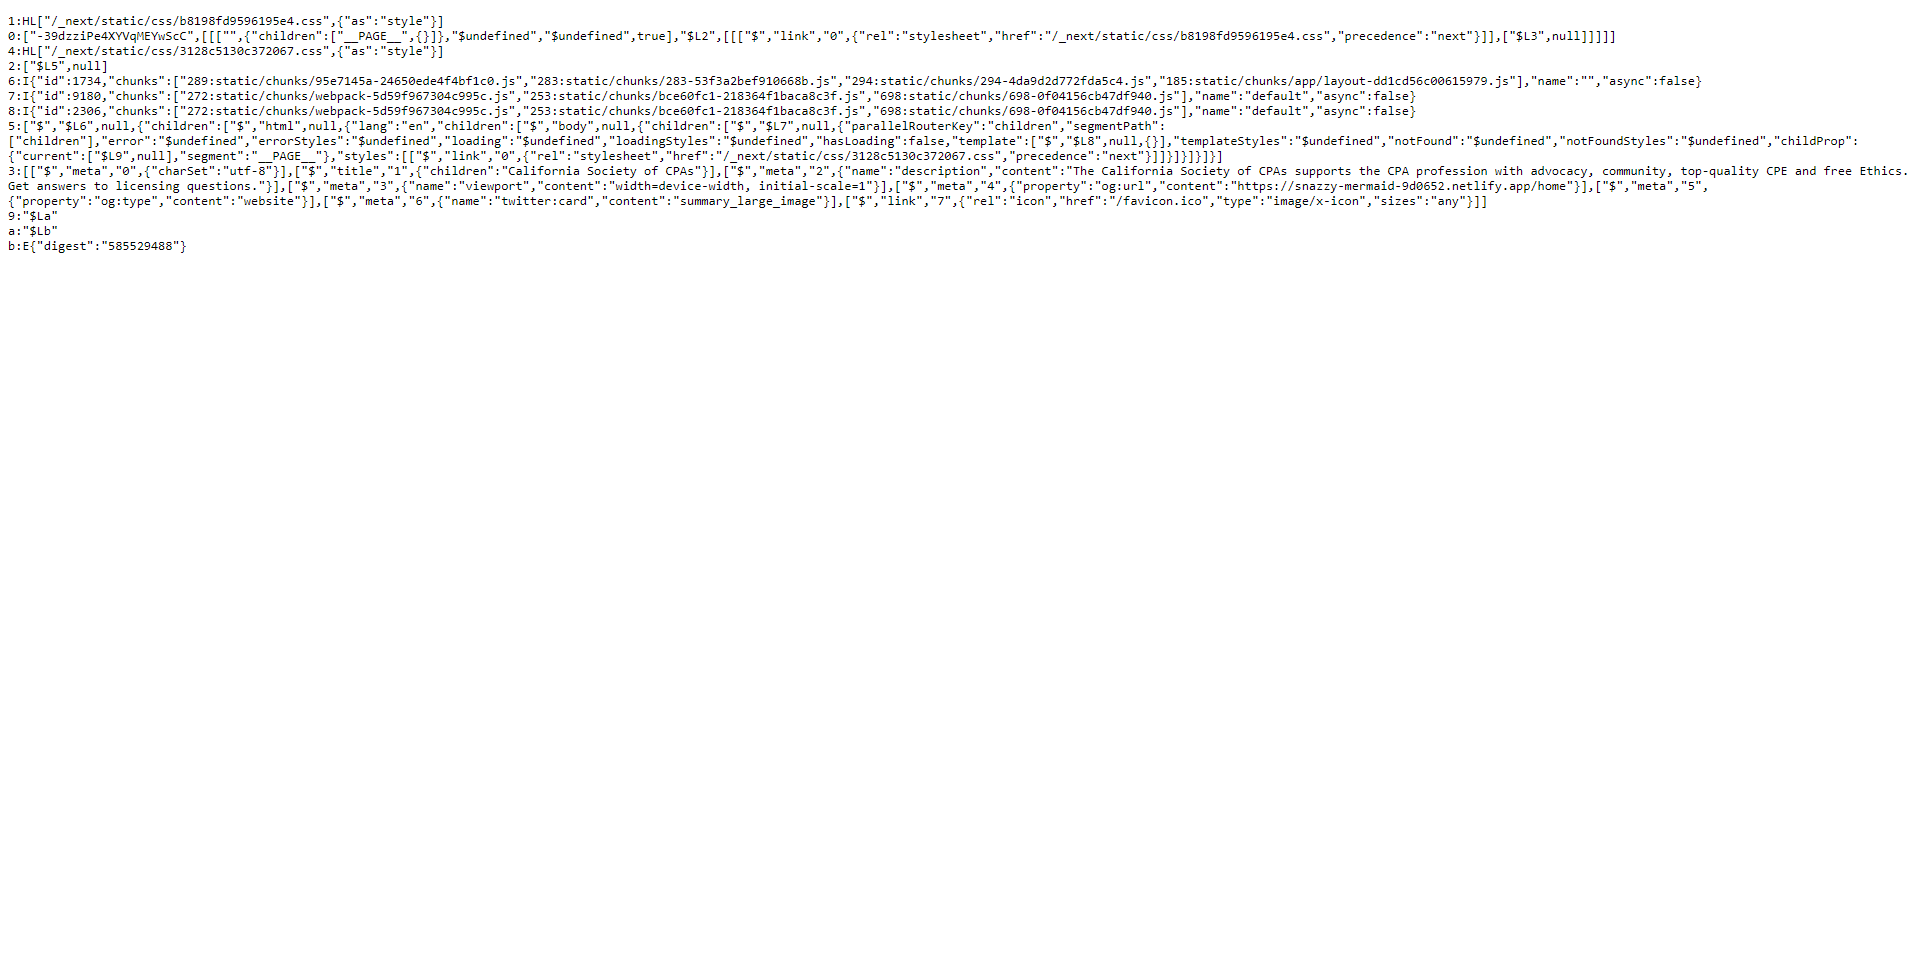 1:HL["/_next/static/css/b8198fd9596195e4.css",{"as":"style"}]
0:["-39dzziPe4XYVqMEYwScC",[[["",{"children":["__PAGE__",{}]},"$undefined","$undefined",true],"$L2",[[["$","link","0",{"rel":"stylesheet","href":"/_next/static/css/b8198fd9596195e4.css","precedence":"next"}]],["$L3",null]]]]]
4:HL["/_next/static/css/3128c5130c372067.css",{"as":"style"}]
2:["$L5",null]
6:I{"id":1734,"chunks":["289:static/chunks/95e7145a-24650ede4f4bf1c0.js","283:static/chunks/283-53f3a2bef910668b.js","294:static/chunks/294-4da9d2d772fda5c4.js","185:static/chunks/app/layout-dd1cd56c00615979.js"],"name":"","async":false}
7:I{"id":9180,"chunks":["272:static/chunks/webpack-5d59f967304c995c.js","253:static/chunks/bce60fc1-218364f1baca8c3f.js","698:static/chunks/698-0f04156cb47df940.js"],"name":"default","async":false}
8:I{"id":2306,"chunks":["272:static/chunks/webpack-5d59f967304c995c.js","253:static/chunks/bce60fc1-218364f1baca8c3f.js","698:static/chunks/698-0f04156cb47df940.js"],"name":"default","async":false}
5:["$","$L6",null,{"children":["$","html",null,{"lang":"en","children":["$","body",null,{"children":["$","$L7",null,{"parallelRouterKey":"children","segmentPath":
["children"],"error":"$undefined","errorStyles":"$undefined","loading":"$undefined","loadingStyles":"$undefined","hasLoading":false,"template":["$","$L8",null,{}],"templateStyles":"$undefined","notFound":"$undefined","notFoundStyles":"$undefined","childProp":
{"current":["$L9",null],"segment":"__PAGE__"},"styles":[["$","link","0",{"rel":"stylesheet","href":"/_next/static/css/3128c5130c372067.css","precedence":"next"}]]}]}]}]}]
3:[["$","meta","0",{"charSet":"utf-8"}],["$","title","1",{"children":"California Society of CPAs"}],["$","meta","2",{"name":"description","content":"The California Society of CPAs supports the CPA profession with advocacy, community, top-quality CPE and free Ethics.
Get answers to licensing questions."}],["$","meta","3",{"name":"viewport","content":"width=device-width, initial-scale=1"}],["$","meta","4",{"property":"og:url","content":"https://snazzy-mermaid-9d0652.netlify.app/home"}],["$","meta","5",
{"property":"og:type","content":"website"}],["$","meta","6",{"name":"twitter:card","content":"summary_large_image"}],["$","link","7",{"rel":"icon","href":"/favicon.ico","type":"image/x-icon","sizes":"any"}]]
9:"$La"
a:"$Lb"
b:E{"digest":"585529488"}